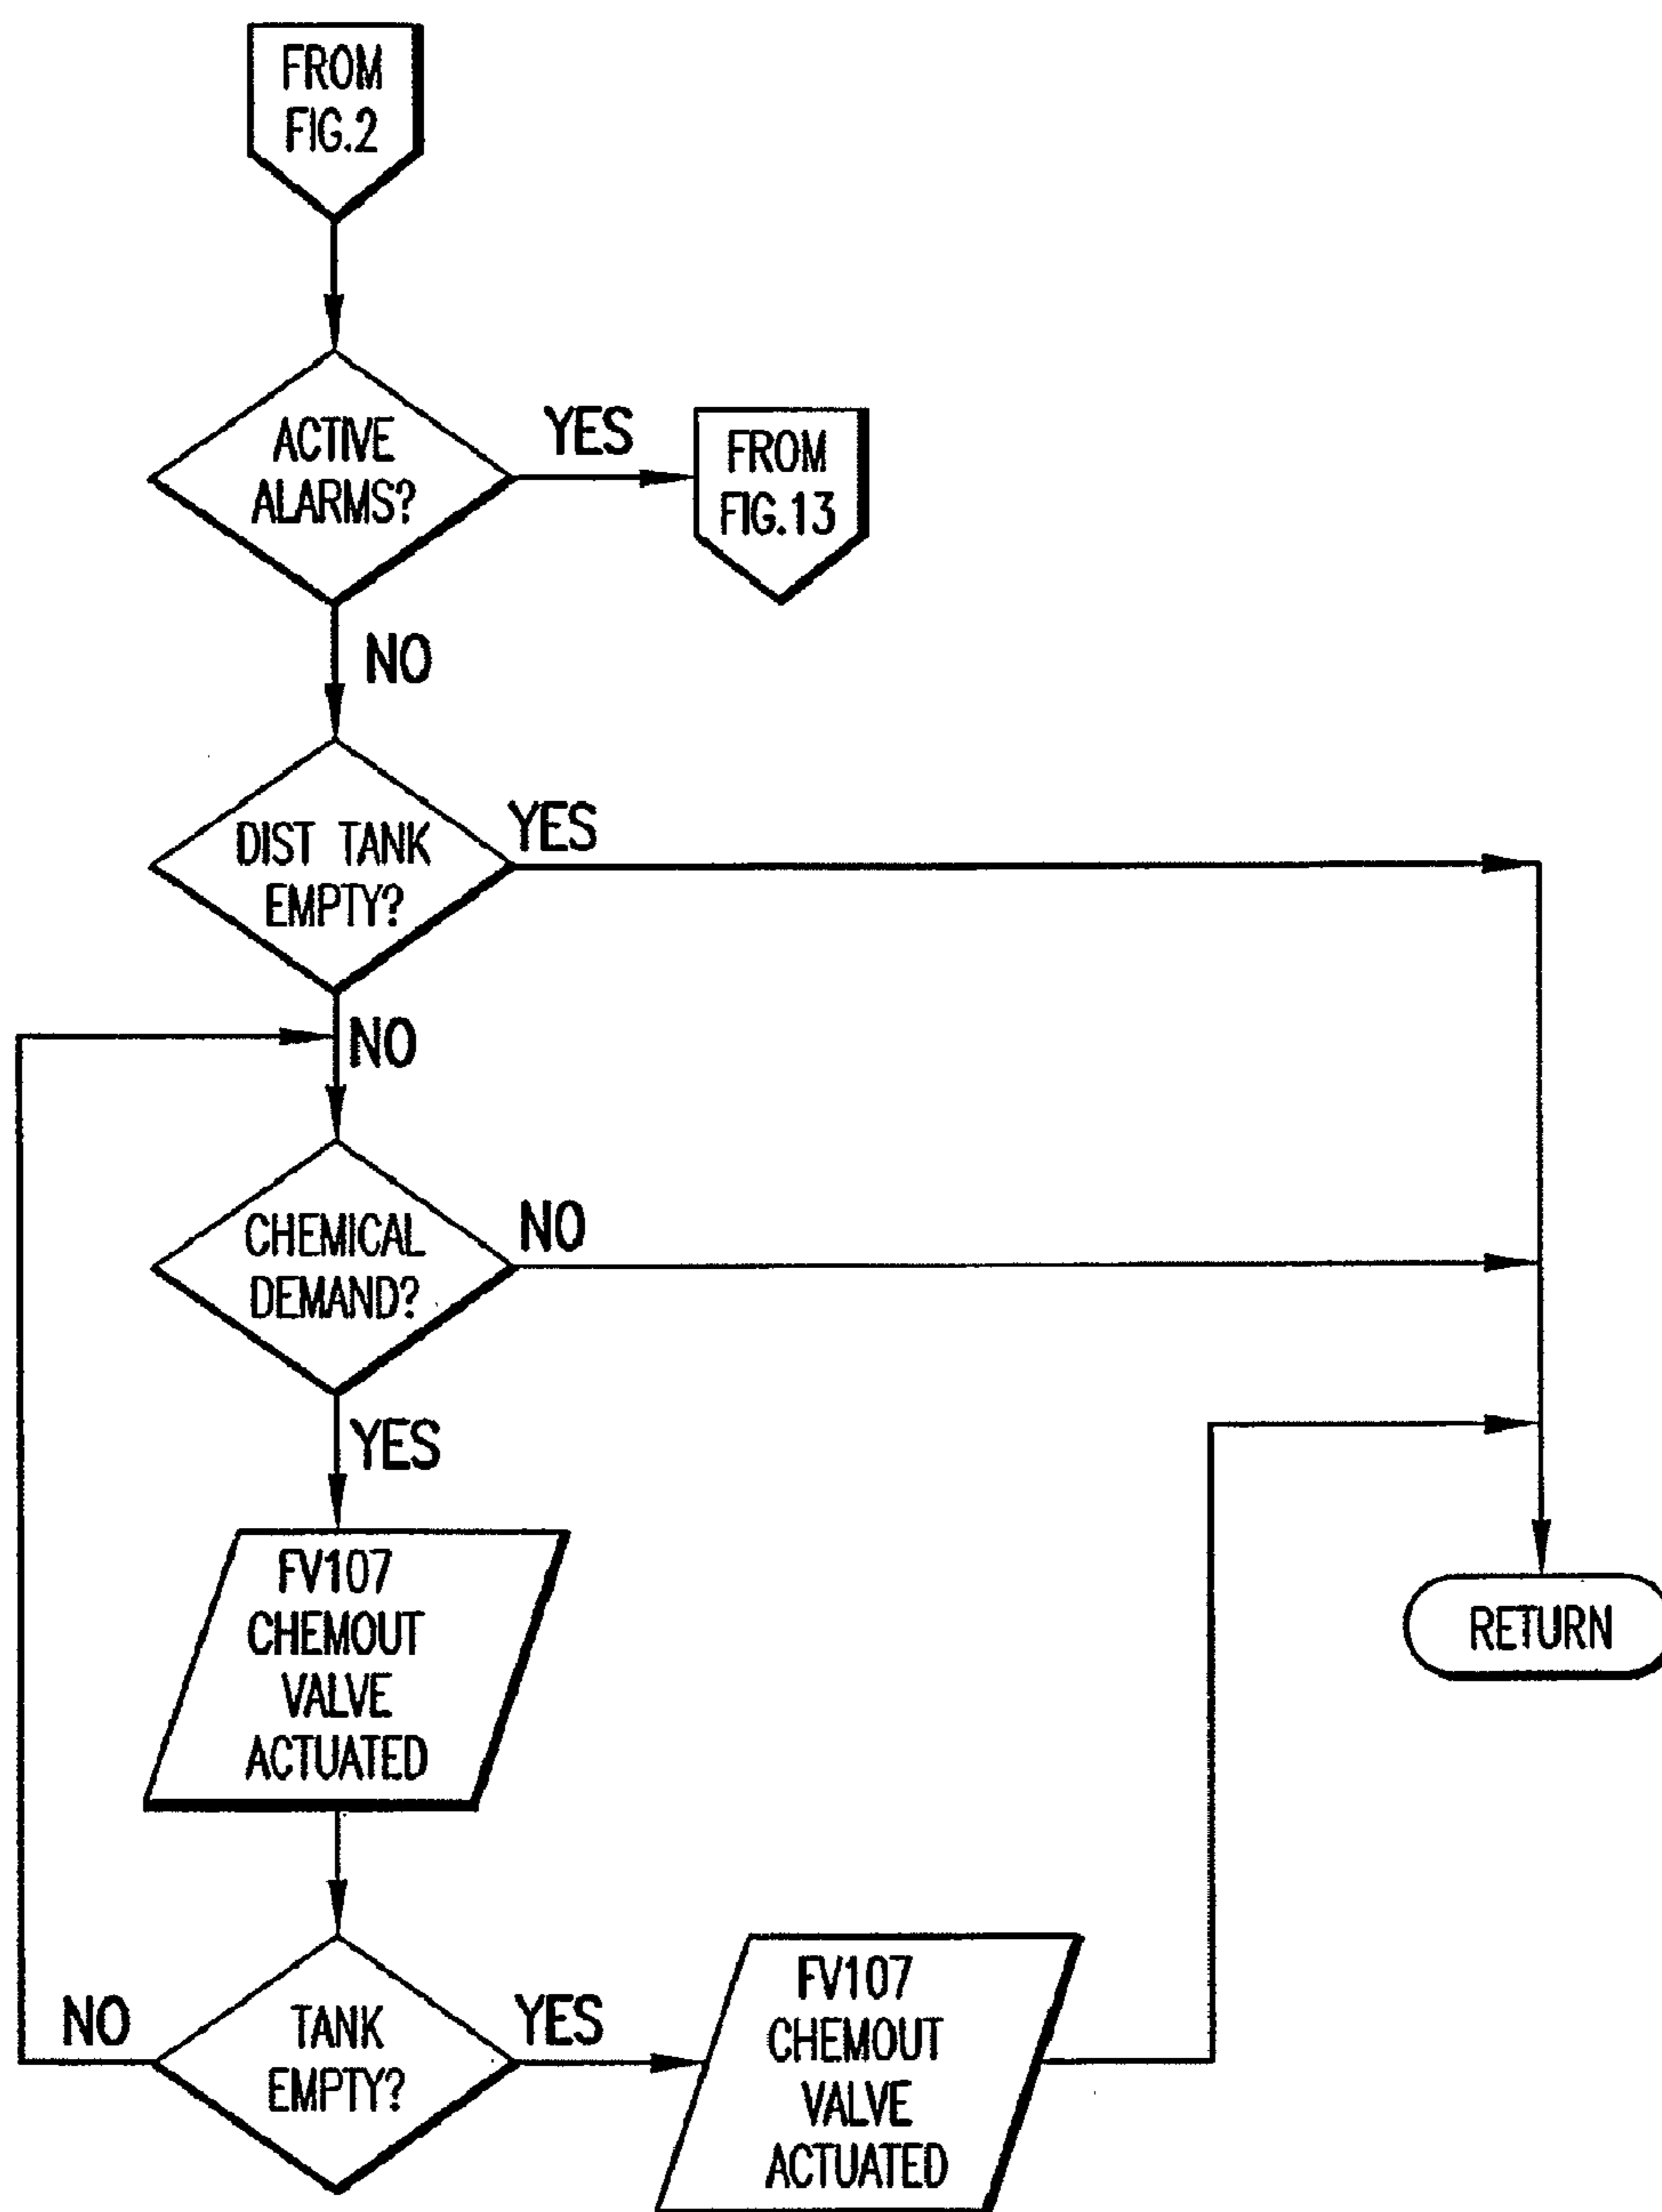 FROM
FIG.2
ACTIVE
ALARMS?
YES
FROM
FIG.13
NO
DIST TANK
EMPTY?
YES
NO
CHEMICAL
DEMAND?
NO
YES
FV107
CHEMOUT
VALVE
ACTUATED
RETURN
TANK
EMPTY?
NO
YES
FV107
CHEMOUT
VALVE
ACTUATED